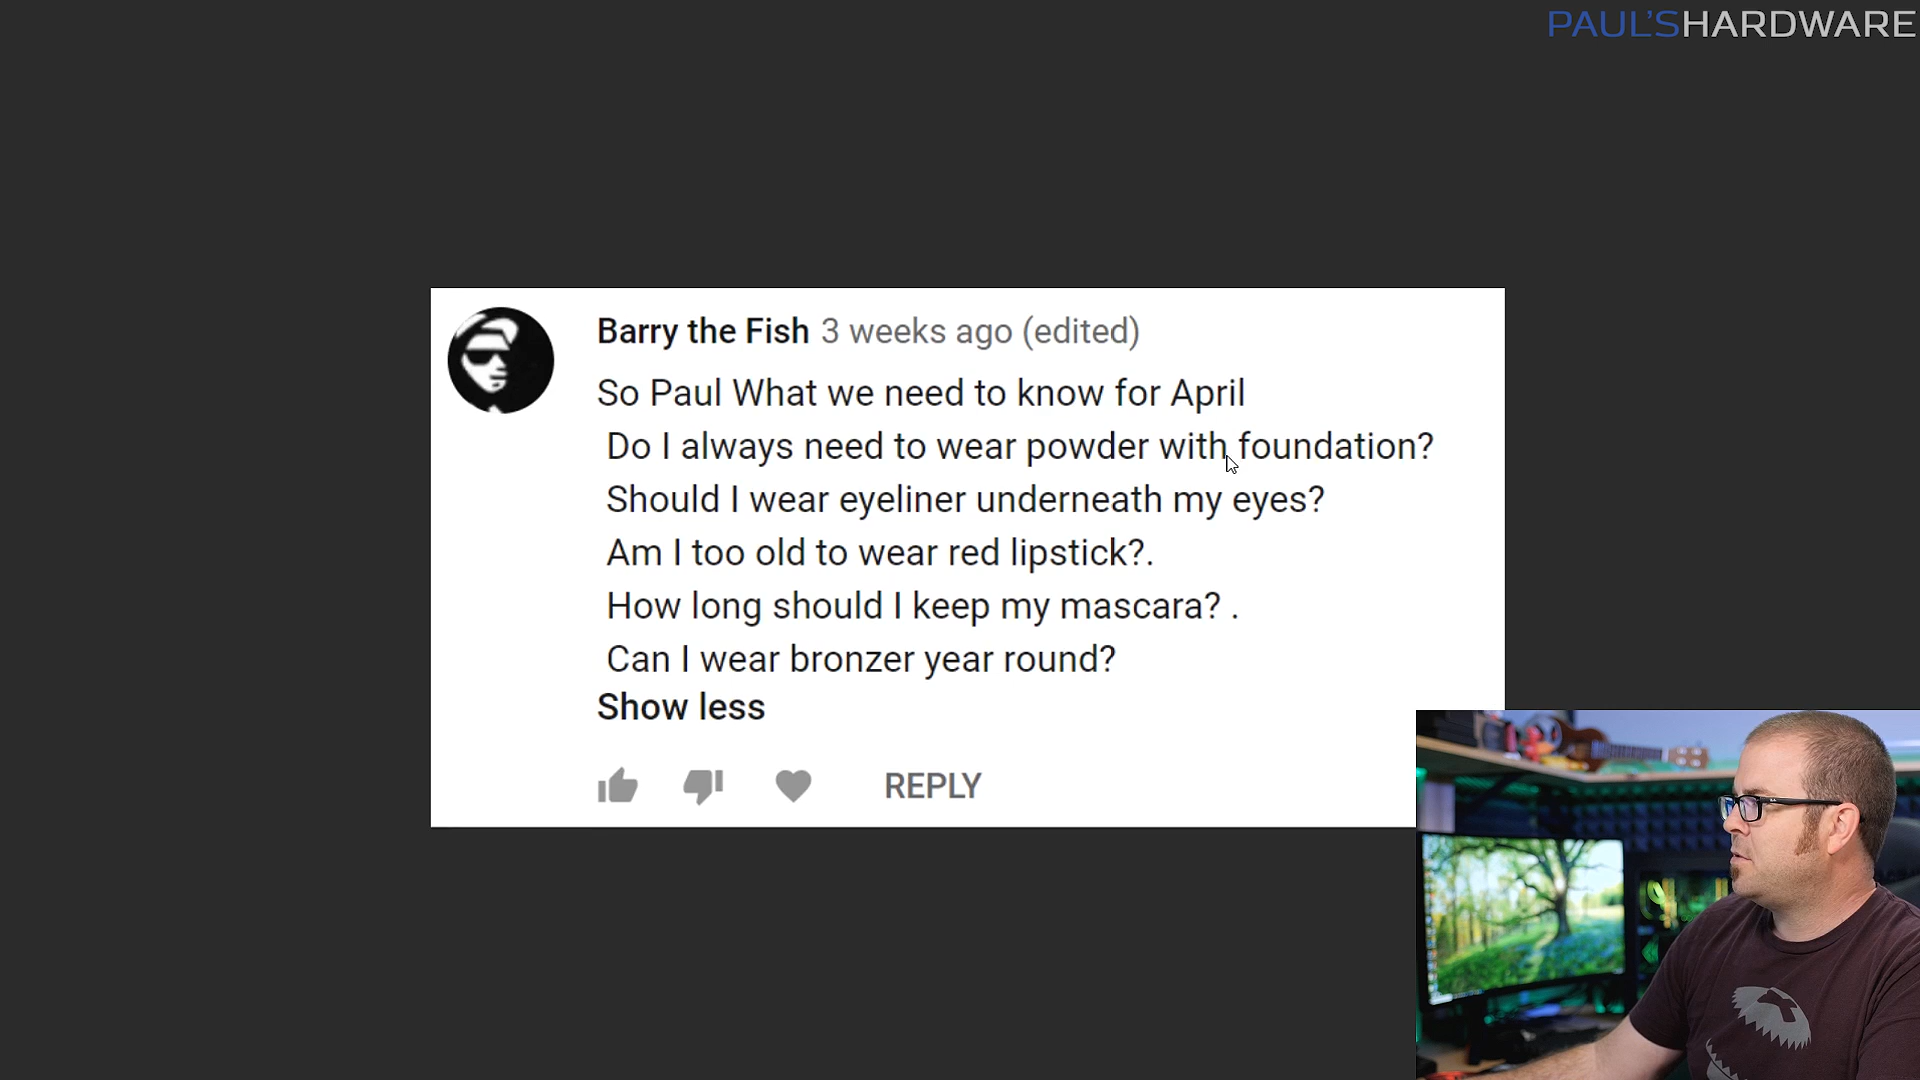 PAUL'SHARDWARE
Barry the Fish 3 weeks ago (edited)
So Paul What we need to know for April
Do I always need to wear powder with foundation?
Should I wear eyeliner underneath my eyes?
Am I too old to wear red lipstick?.
How long should I keep my mascara? .
Can I wear bronzer year round?
Show less
REPLY